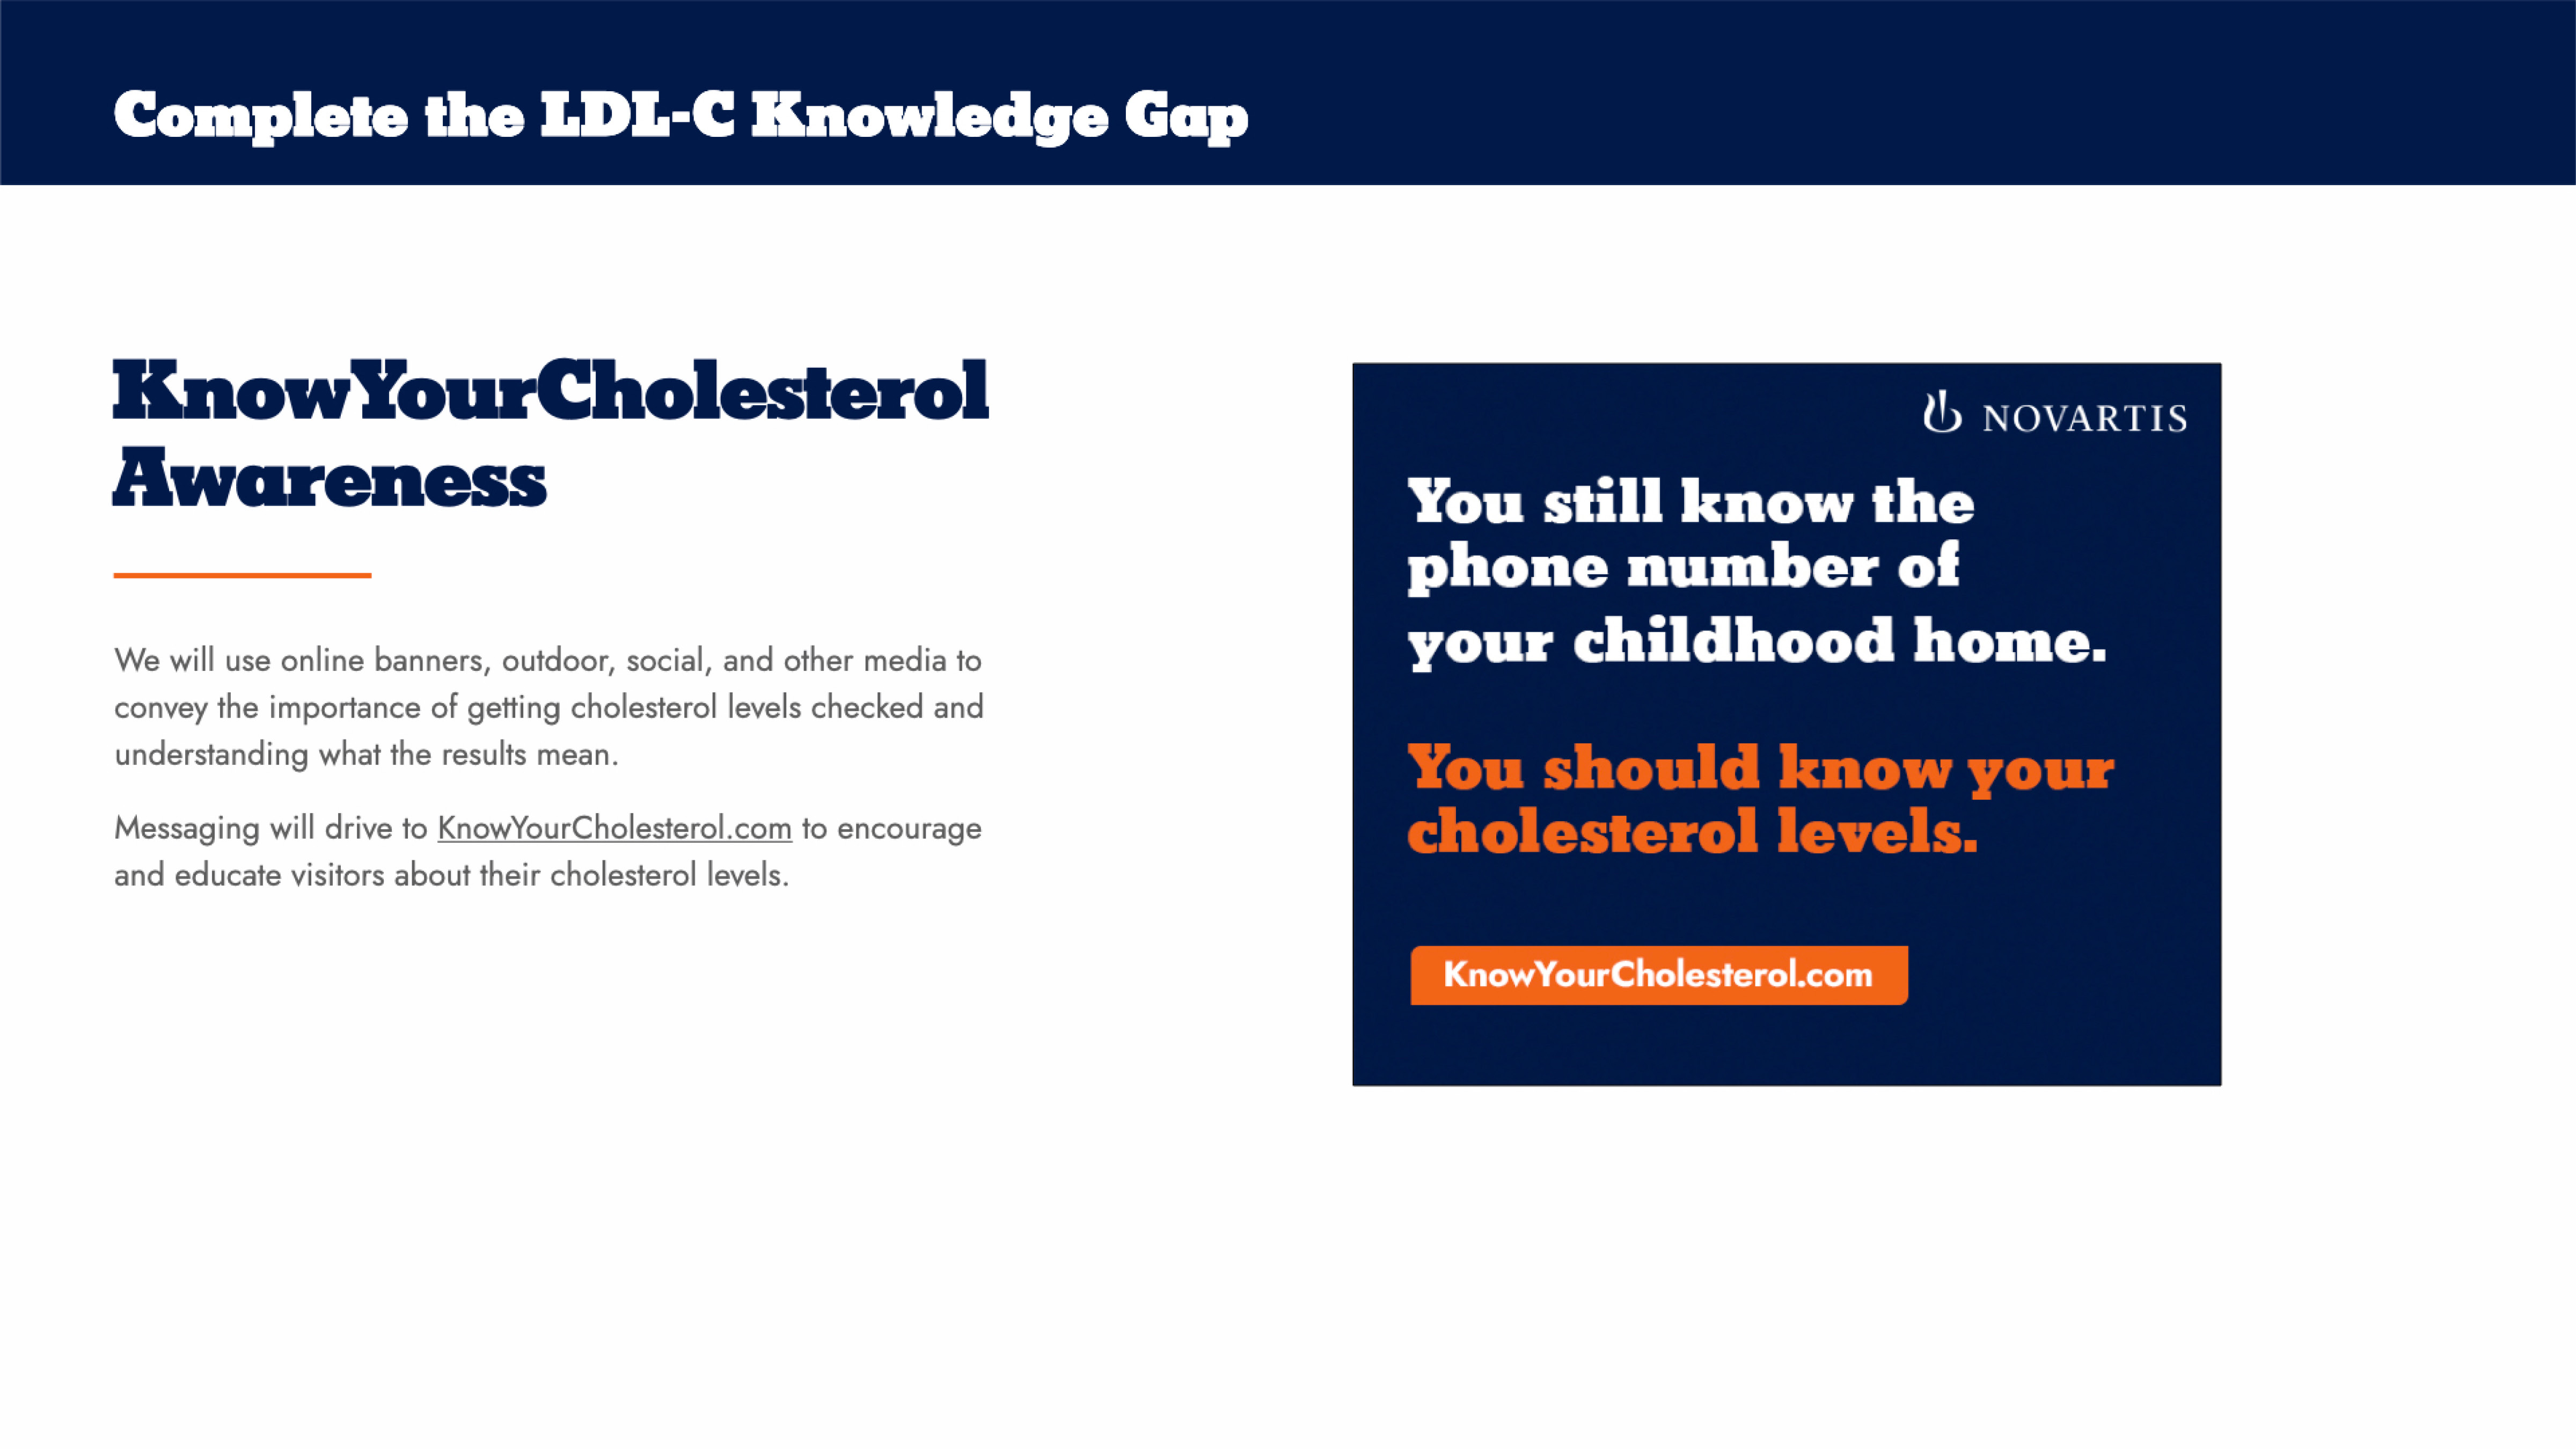 Complete the LDL-C Knowledge Gap
KnowYourCholesterol
Awareness
We will use online banners, outdoor, social, and other media to
convey the importance of getting cholesterol levels checked and
understanding what the results mean.
Messaging will drive to KnowYourCholesterol.com to encourage
and educate visitors about their cholesterol levels.
NOVARTIS
You still know the
phone number of
your childhood home.
You should know your
cholesterol levels.
KnowYourCholesterol.com